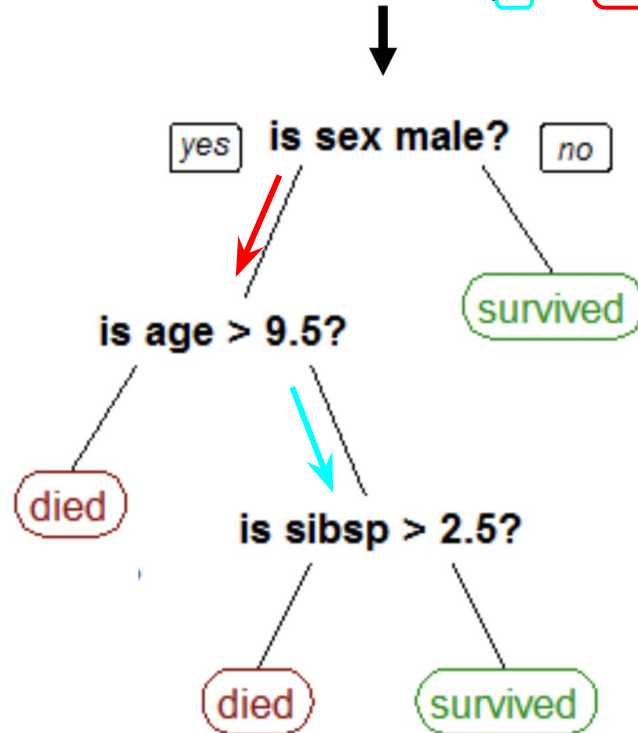 yes
is sex male?
no
survived
is age > 9.5?
died
is sibsp > 2.5?
died
survived